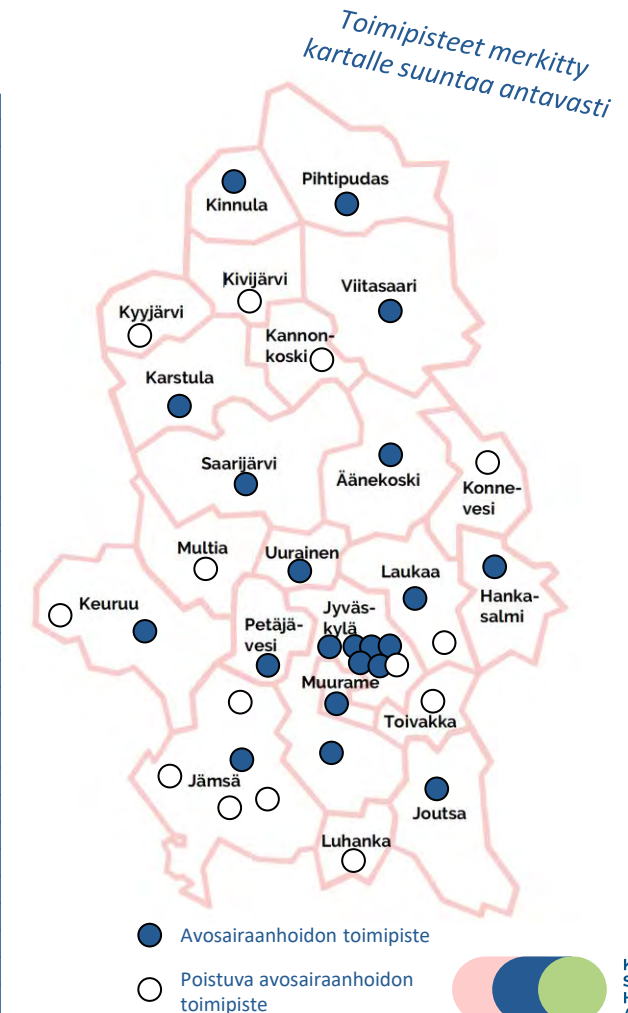 Toimipisteet merkitty
kartalle suuntaa antavasti
Pihtipudas
Kinnula
Kivijärvi
Viitasaari
Kyyjärvi
Kannon-
koski
Karstula
Saarijärvi
Äänekoski
Konne-
vesi
Multia
Uurainen
Laukaa
Hanka-
salmi
Keuruu
Petäjä-
vesi
Jyväs-
kylä
Muurame
Toivakka
Jämsä
Joutsa
Luhanka
Avosairaanhoidon toimipiste
Poistuva avosairaanhoidon
toimipiste